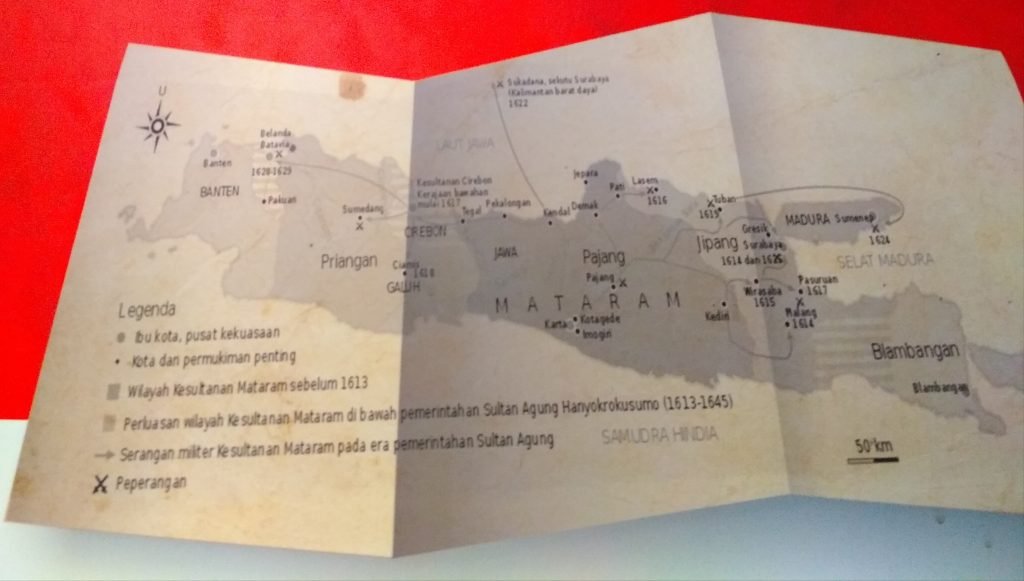 U
Sukadana, sekutu Surabaya
(Kalimantan barat daya)
1622
Belanda
Batavia
1628-1629
Banten
BANTEN
Pakuan
LAUT JAWA
Kesultanan Cirebon
Kerajaan bawahan
mulai 1617
Sumedang
CIREBON
Tegal
Pekalongan
Kendal
Demak
Jepara
Pati
Lasem
1616
Tuban
1619
Gresik
Surabaya
1614 dan 1625
MADURA
Sumenep
1624
SELAT MADURA
Priangan
Ciamis
1618
GALUH
JAWA
Pajang
Pajang
Jipang
Wirasaba
1615
Pasuruan
1617
Malang
1614
Kediri
MATARAM
Karta
Kotagede
Imogiri
Blambangan
Blambangan
Legenda
Ibu kota, pusat kekuasaan
Kota dan permukiman penting
Wilayah Kesultanan Mataram sebelum 1613
Perluasan wilayah Kesultanan Mataram di bawah pemerintahan Sultan Agung Hanyokrokusumo (1613-1645)
Serangan militer Kesultanan Mataram pada era pemerintahan Sultan Agung
Peperangan
SAMUDRA HINDIA
50 km